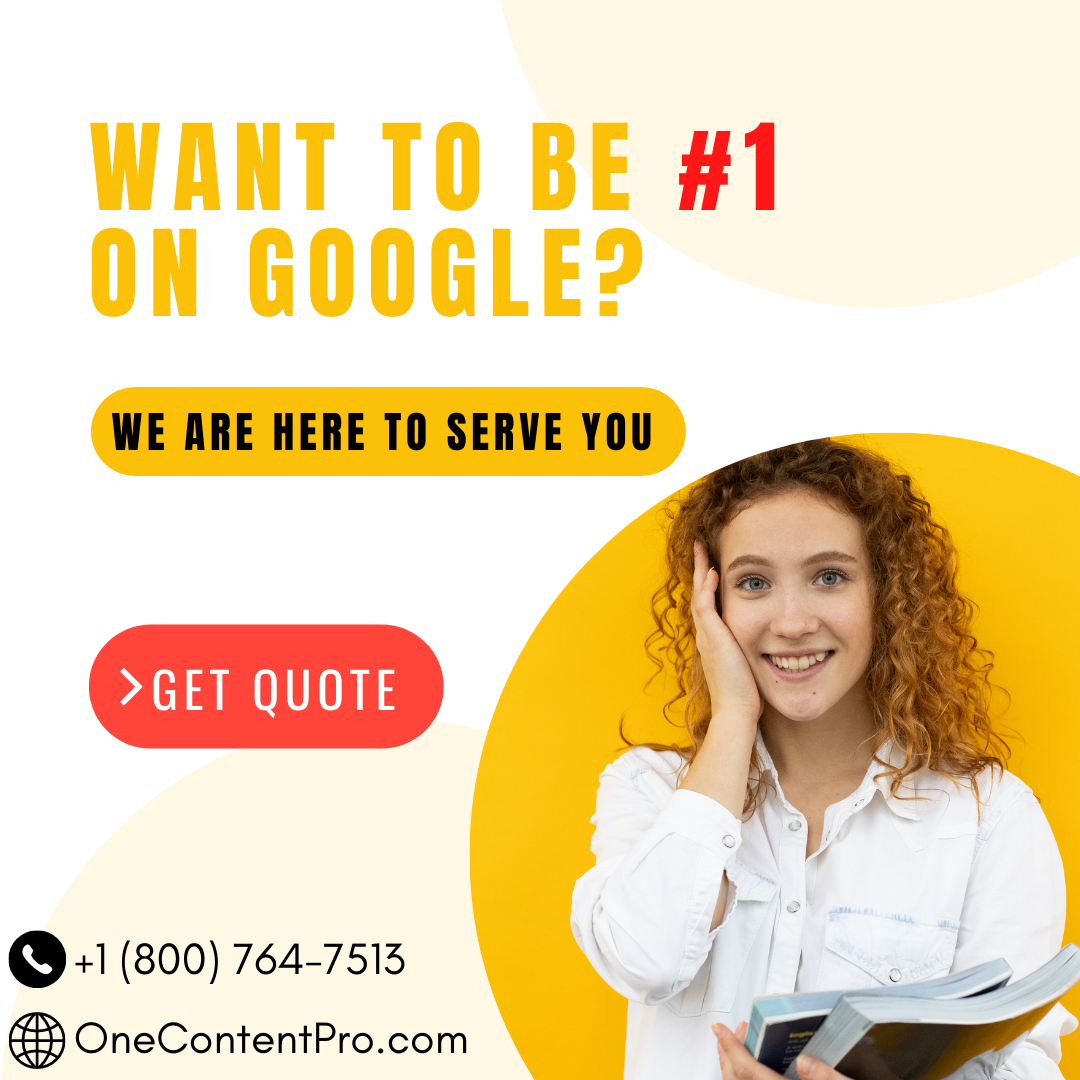 WANT TO BE #1
ON GOOGLE?
WE ARE HERE TO SERVE YOU
GET QUOTE
+1 (800) 764-7513
OneContentPro.com